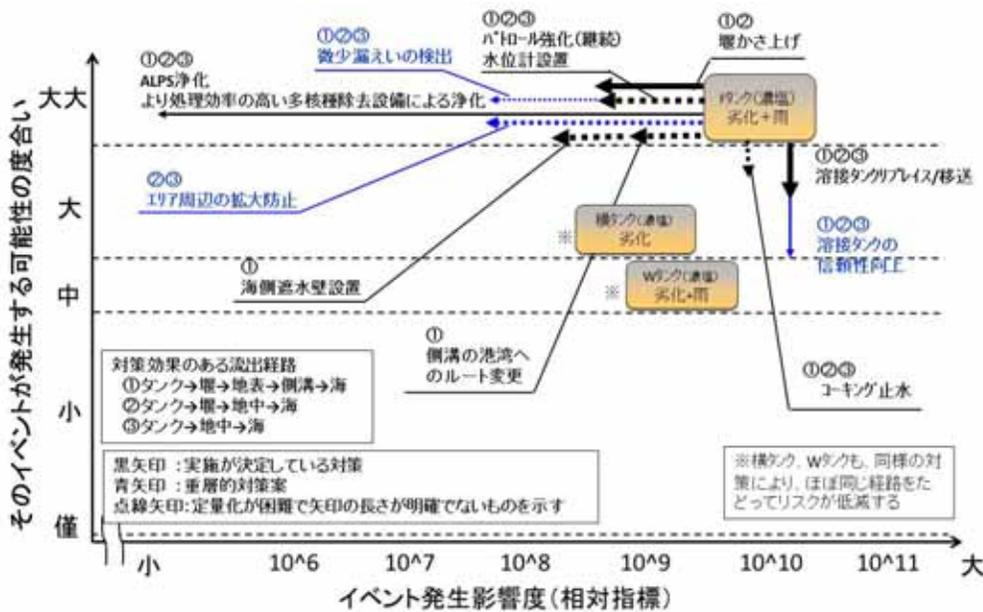 そのイベントが発生する可能性の度合い
大大
大
中
小
僅
①②③
ALPS浄化
より処理効率の高い多核種除去設備による浄化
①②③
微少漏えいの検出
①②③
パトロール強化(継続)
水位計設置
①②
堰かさ上げ
Fタンク(濃塩)
劣化+雨
①②③
溶接タンクリプレイス/移送
②③
エリア周辺の拡大防止
※
横タンク(濃塩)
劣化
①②③
溶接タンクの
信頼性向上
①
海側遮水壁設置
※
Wタンク(濃塩)
劣化+雨
①
側溝の港湾へ
のルート変更
①②③
コーキング止水
対策効果のある流出経路
①タンク→堰→地表→側溝→海
②タンク→堰→地中→海
③タンク→地中→海
黒矢印 :実施が決定している対策
青矢印 :重層的対策案
点線矢印:定量化が困難で矢印の長さが明確でないものを示す
※横タンク、Wタンクも、同様の対
策により、ほぼ同じ経路をた
どってリスクが低減する
小 10^6 10^7 10^8 10^9 10^10 10^11 大
イベント発生影響度(相対指標)